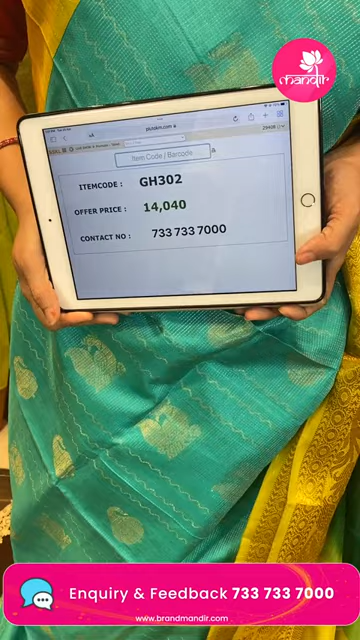 mandir
AA
Item Code / Barcode
ITEMCODE : GH302
OFFER PRICE : 14,040
CONTACT NO : 733 733 7000
Enquiry & Feedback 733 733 7000
www.brandmandir.com